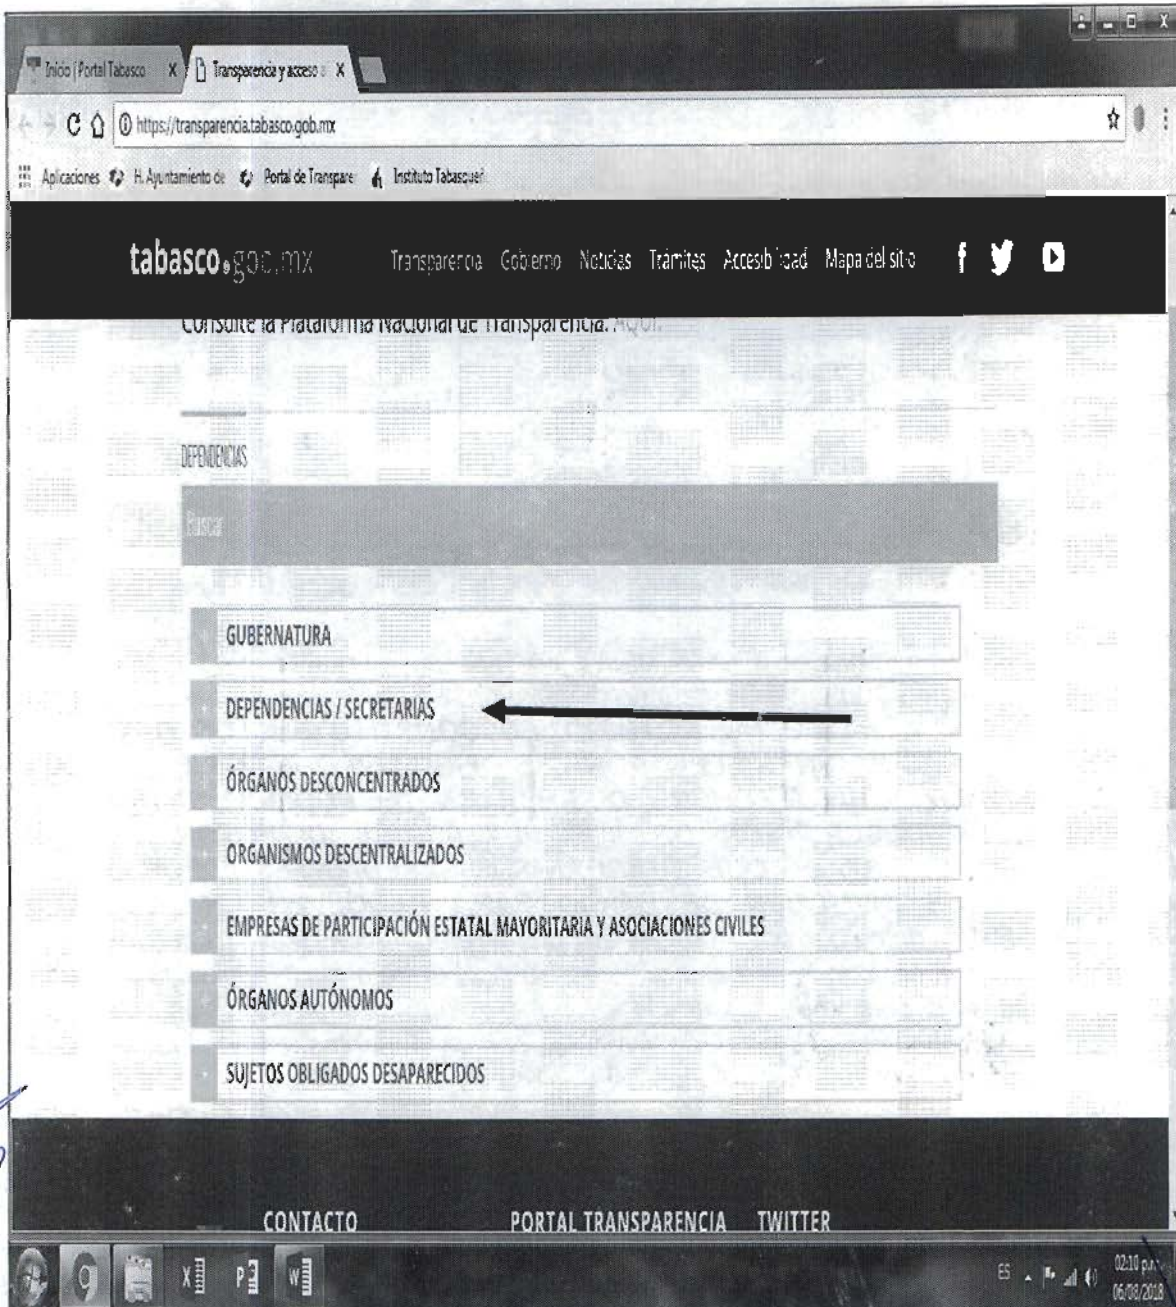 Inicio | Portal Tabasco X Transparencia y acceso a X
https://transparencia.tabasco.gob.mx
Aplicaciones H. Ayuntamiento de Portal de Transpare Instituto Tabasqueñ
tabasco.gob.mx Transparencia Gobierno Noticias Trámites Accesibilidad Mapa del sitio
Consulte la Plataforma Nacional de Transparencia. AQUÍ.
DEPENDENCIAS
Buscar
GUBERNATURA
DEPENDENCIAS / SECRETARIAS
ÓRGANOS DESCONCENTRADOS
ORGANISMOS DESCENTRALIZADOS
EMPRESAS DE PARTICIPACIÓN ESTATAL MAYORITARIA Y ASOCIACIONES CIVILES
ÓRGANOS AUTÓNOMOS
SUJETOS OBLIGADOS DESAPARECIDOS
CONTACTO PORTAL TRANSPARENCIA TWITTER
ES 02:10 p.m.
06/08/2018